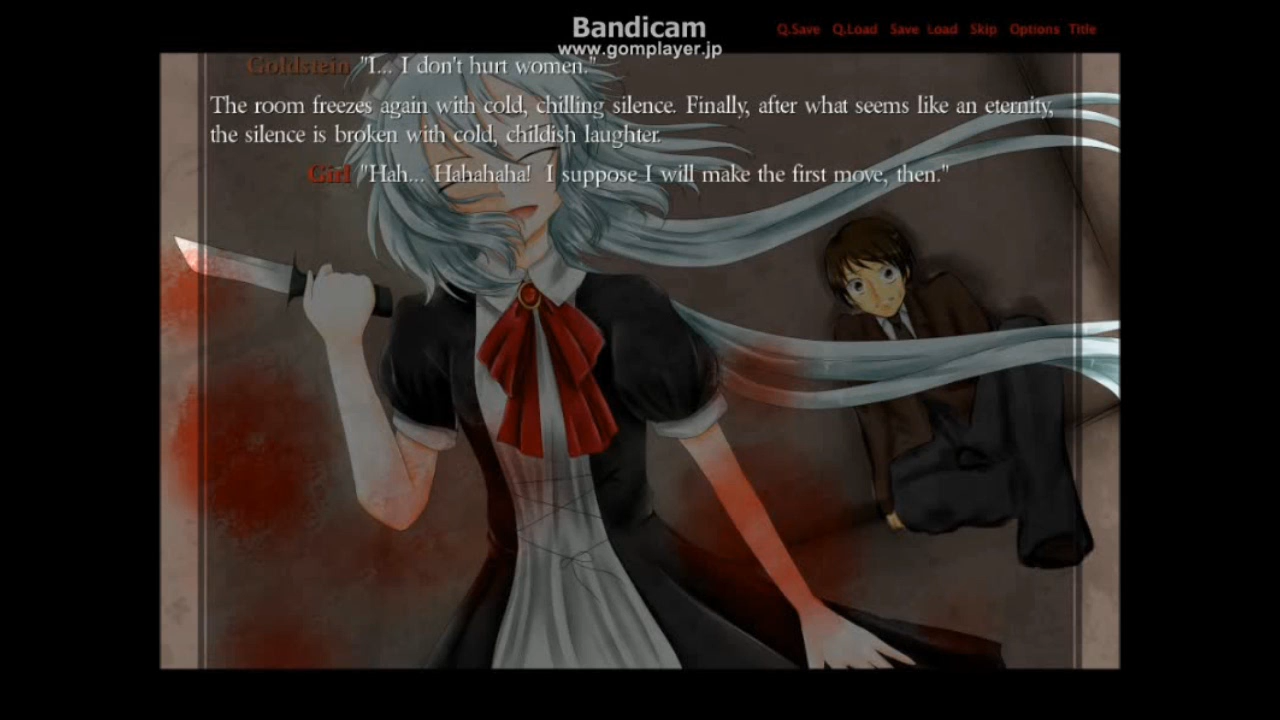 Bandicam
www.gomplayer.jp
Q.Save Q.Load Save Load Skip Options Title
Goldstein "I... I don't hurt women."
The room freezes again with cold, chilling silence. Finally, after what seems like an eternity,
the silence is broken with cold, childish laughter.
Girl "Hah... Hahahaha! I suppose I will make the first move, then."